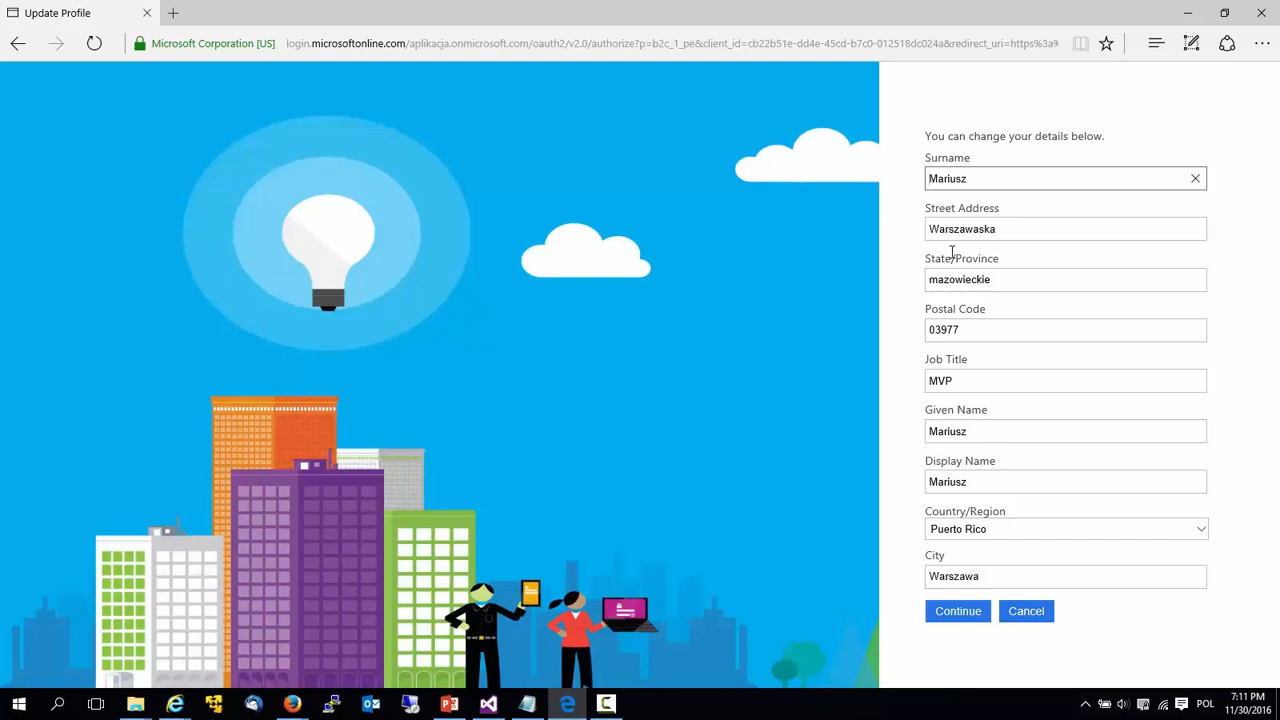 Update Profile
Microsoft Corporation [US]
login.microsoftonline.com/aplikacja.onmicrosoft.com/oauth2/v2.0/authorize?p=b2c_1_pe&client_id=cb22b51e-dd4e-45cd-b7c0-012518dc024a&redirect_uri=https%3a9
You can change your details below.
Surname
Mariusz
Street Address
Warszawaska
State/Province
mazowieckie
Postal Code
03977
Job Title
MVP
Given Name
Mariusz
Display Name
Mariusz
Country/Region
Puerto Rico
City
Warszawa
Continue Cancel
POL
7:11 PM
11/30/2016